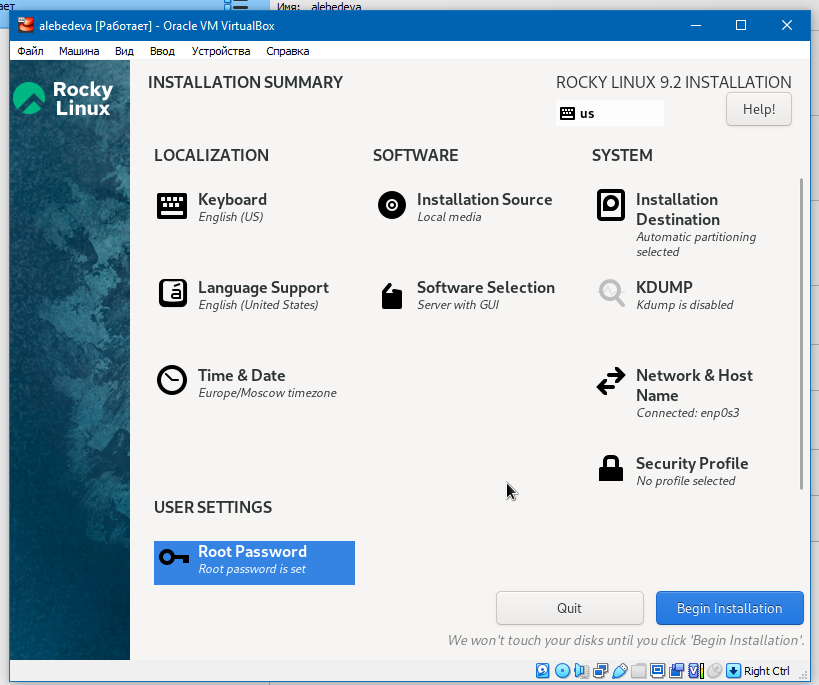 ает
Имя: alebedeva
alebedeva [Работает] - Oracle VM VirtualBox
Файл Машина Вид Ввод Устройства Справка
Rocky
Linux
INSTALLATION SUMMARY
ROCKY LINUX 9.2 INSTALLATION
us
Help!
LOCALIZATION
Keyboard
English (US)
Language Support
English (United States)
Time & Date
Europe/Moscow timezone
SOFTWARE
Installation Source
Local media
Software Selection
Server with GUI
SYSTEM
Installation
Destination
Automatic partitioning
selected
KDUMP
Kdump is disabled
Network & Host
Name
Connected: enp0s3
Security Profile
No profile selected
USER SETTINGS
Root Password
Root password is set
Quit
Begin Installation
We won't touch your disks until you click 'Begin Installation'.
Right Ctrl